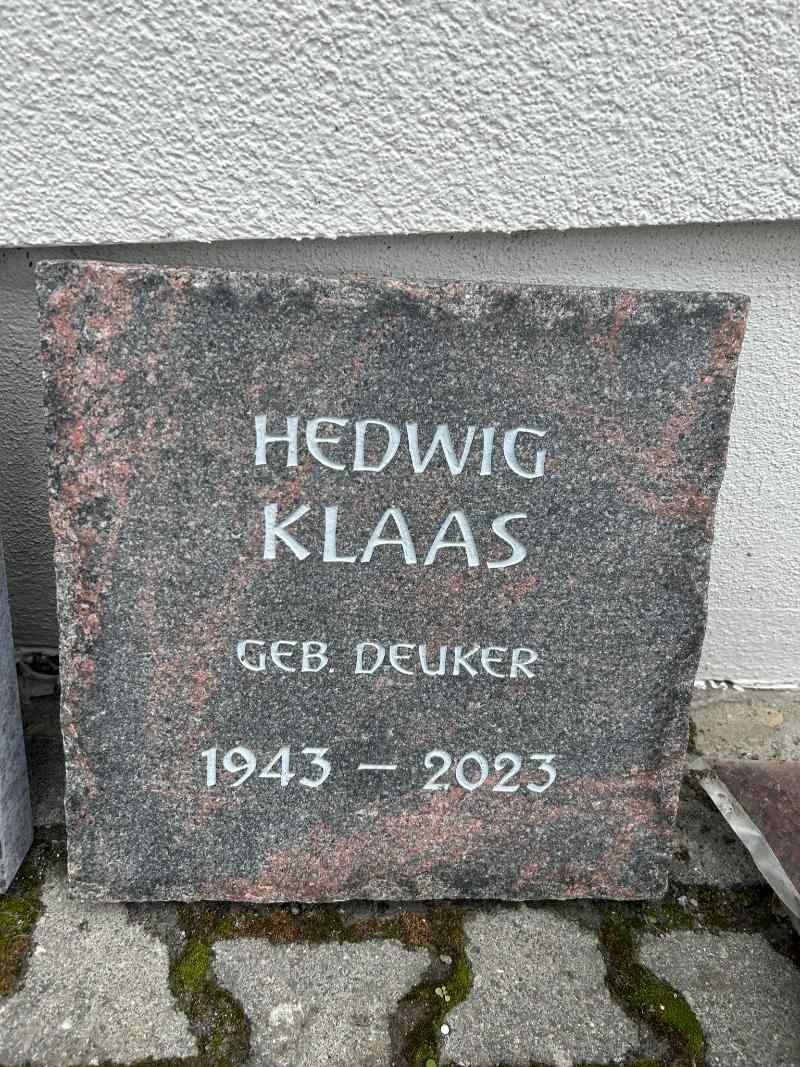 HEDWIG
KLAAS
GEB. DEUKER
1943 – 2023